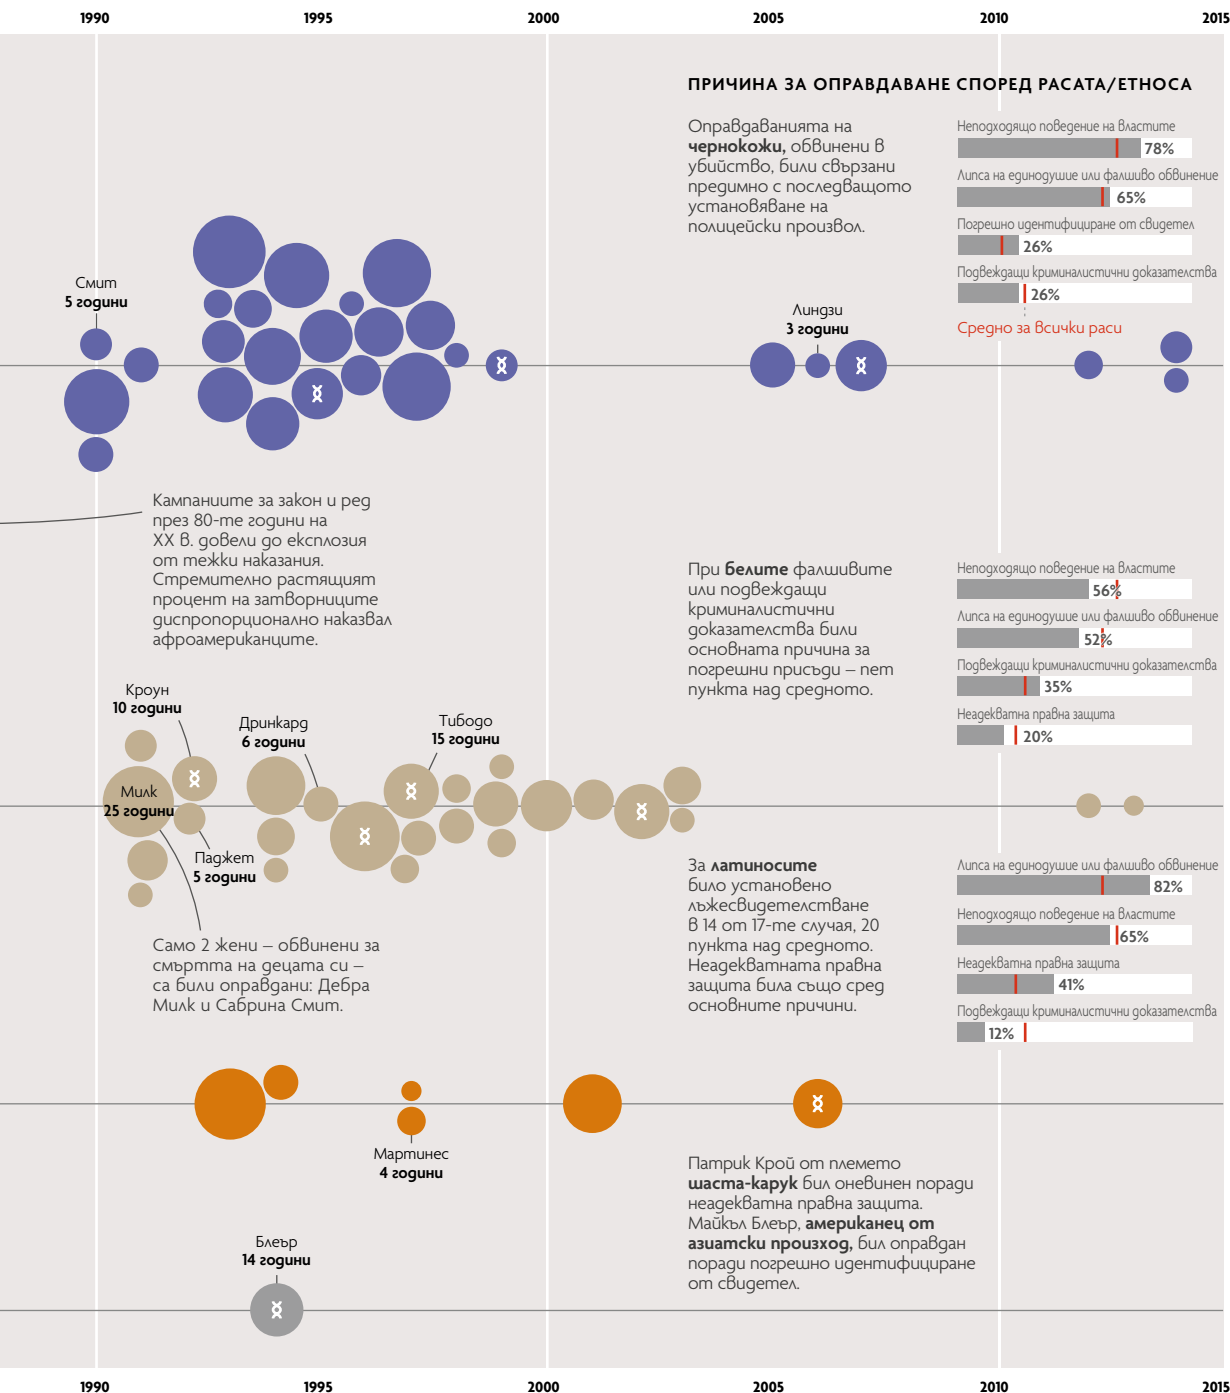 1990 1995 2000 2005 2010 2015
ПРИЧИНА ЗА ОПРАВДАВАНЕ СПОРЕД РАСАТА/ЕТНОСА
Оправдаванията на
чернокожи, обвинени в
убийство, били свързани
предимно с последващото
установяване на
полицейски произвол.
Неподходящо поведение на властите
78%
Липса на единодушие или фалшиво обвинение
65%
Погрешно идентифициране от свидетел
26%
Подвеждащи криминалистични доказателства
26%
Средно за всички раси
Смит
5 години
Линдзи
3 години
Кампаниите за закон и ред
през 80-те години на
XX в. довели до експлозия
от тежки наказания.
Стремително растящият
процент на затворниците
диспропорционално наказвал
афроамериканците.
При белите фалшивите
или подвеждащи
криминалистични
доказателства били
основната причина за
погрешни присъди – пет
пункта над средното.
Неподходящо поведение на властите
56%
Липса на единодушие или фалшиво обвинение
52%
Подвеждащи криминалистични доказателства
35%
Неадекватна правна защита
20%
Кроун
10 години
Дринкард
6 години
Тибодо
15 години
Милк
25 години
Паджет
5 години
Само 2 жени – обвинени за
смъртта на децата си –
са били оправдани: Дебра
Милк и Сабрина Смит.
За латиносите
било установено
лъжесвидетелстване
в 14 от 17-те случая, 20
пункта над средното.
Неадекватната правна
защита била също сред
основните причини.
Липса на единодушие или фалшиво обвинение
82%
Неподходящо поведение на властите
65%
Неадекватна правна защита
41%
Подвеждащи криминалистични доказателства
12%
Мартинес
4 години
Патрик Крой от племето
шаста-карук бил оневинен поради
неадекватна правна защита.
Майкъл Блеър, американец от
азиатски произход, бил оправдан
поради погрешно идентифициране
от свидетел.
Блеър
14 години
1990 1995 2000 2005 2010 2015